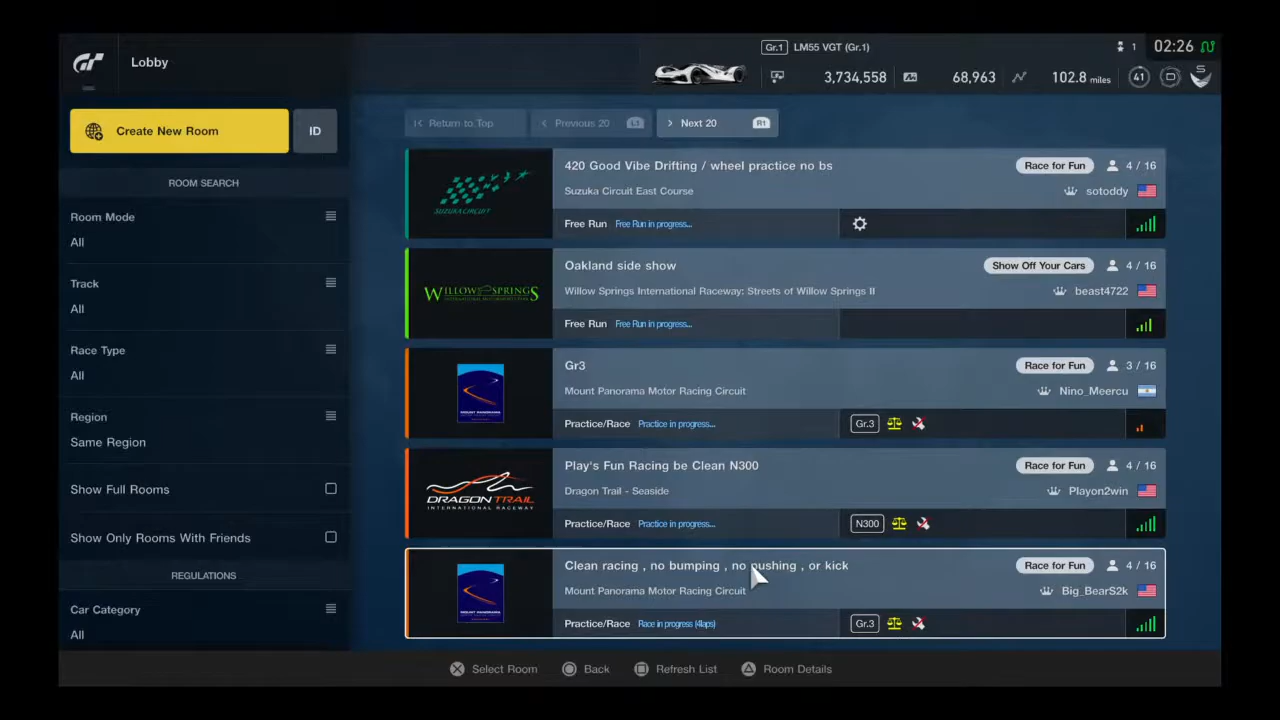 Lobby
Gr.1 LM55 VGT (Gr.1)
1 02:26
3,734,558 68,963 102.8 miles 41 D S
Create New Room ID
Return to Top Previous 20 L1 Next 20 R1
ROOM SEARCH
Room Mode
All
Track
All
Race Type
All
Region
Same Region
Show Full Rooms
Show Only Rooms With Friends
REGULATIONS
Car Category
All
SUZUKA CIRCUIT
420 Good Vibe Drifting / wheel practice no bs Race for Fun 4 / 16
Suzuka Circuit East Course sotoddy
Free Run Free Run in progress...
WILLOW SPRINGS
INTERNATIONAL MOTORSPORTS PARK
Oakland side show Show Off Your Cars 4 / 16
Willow Springs International Raceway: Streets of Willow Springs II beast4722
Free Run Free Run in progress...
MOUNT PANORAMA
Gr3 Race for Fun 3 / 16
Mount Panorama Motor Racing Circuit Nino_Meercu
Practice/Race Practice in progress... Gr.3
DRAGON TRAIL
INTERNATIONAL RACEWAY
Play's Fun Racing be Clean N300 Race for Fun 4 / 16
Dragon Trail - Seaside Playon2win
Practice/Race Practice in progress... N300
MOUNT PANORAMA
Clean racing , no bumping , no pushing , or kick Race for Fun 4 / 16
Mount Panorama Motor Racing Circuit Big_BearS2k
Practice/Race Race in progress (4laps) Gr.3
Select Room Back Refresh List Room Details